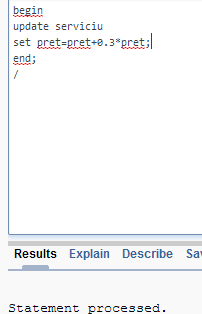 begin
update serviciu
set pret=pret+0.3*pret;
end;
/
Results Explain Describe Sav
Statement processed.